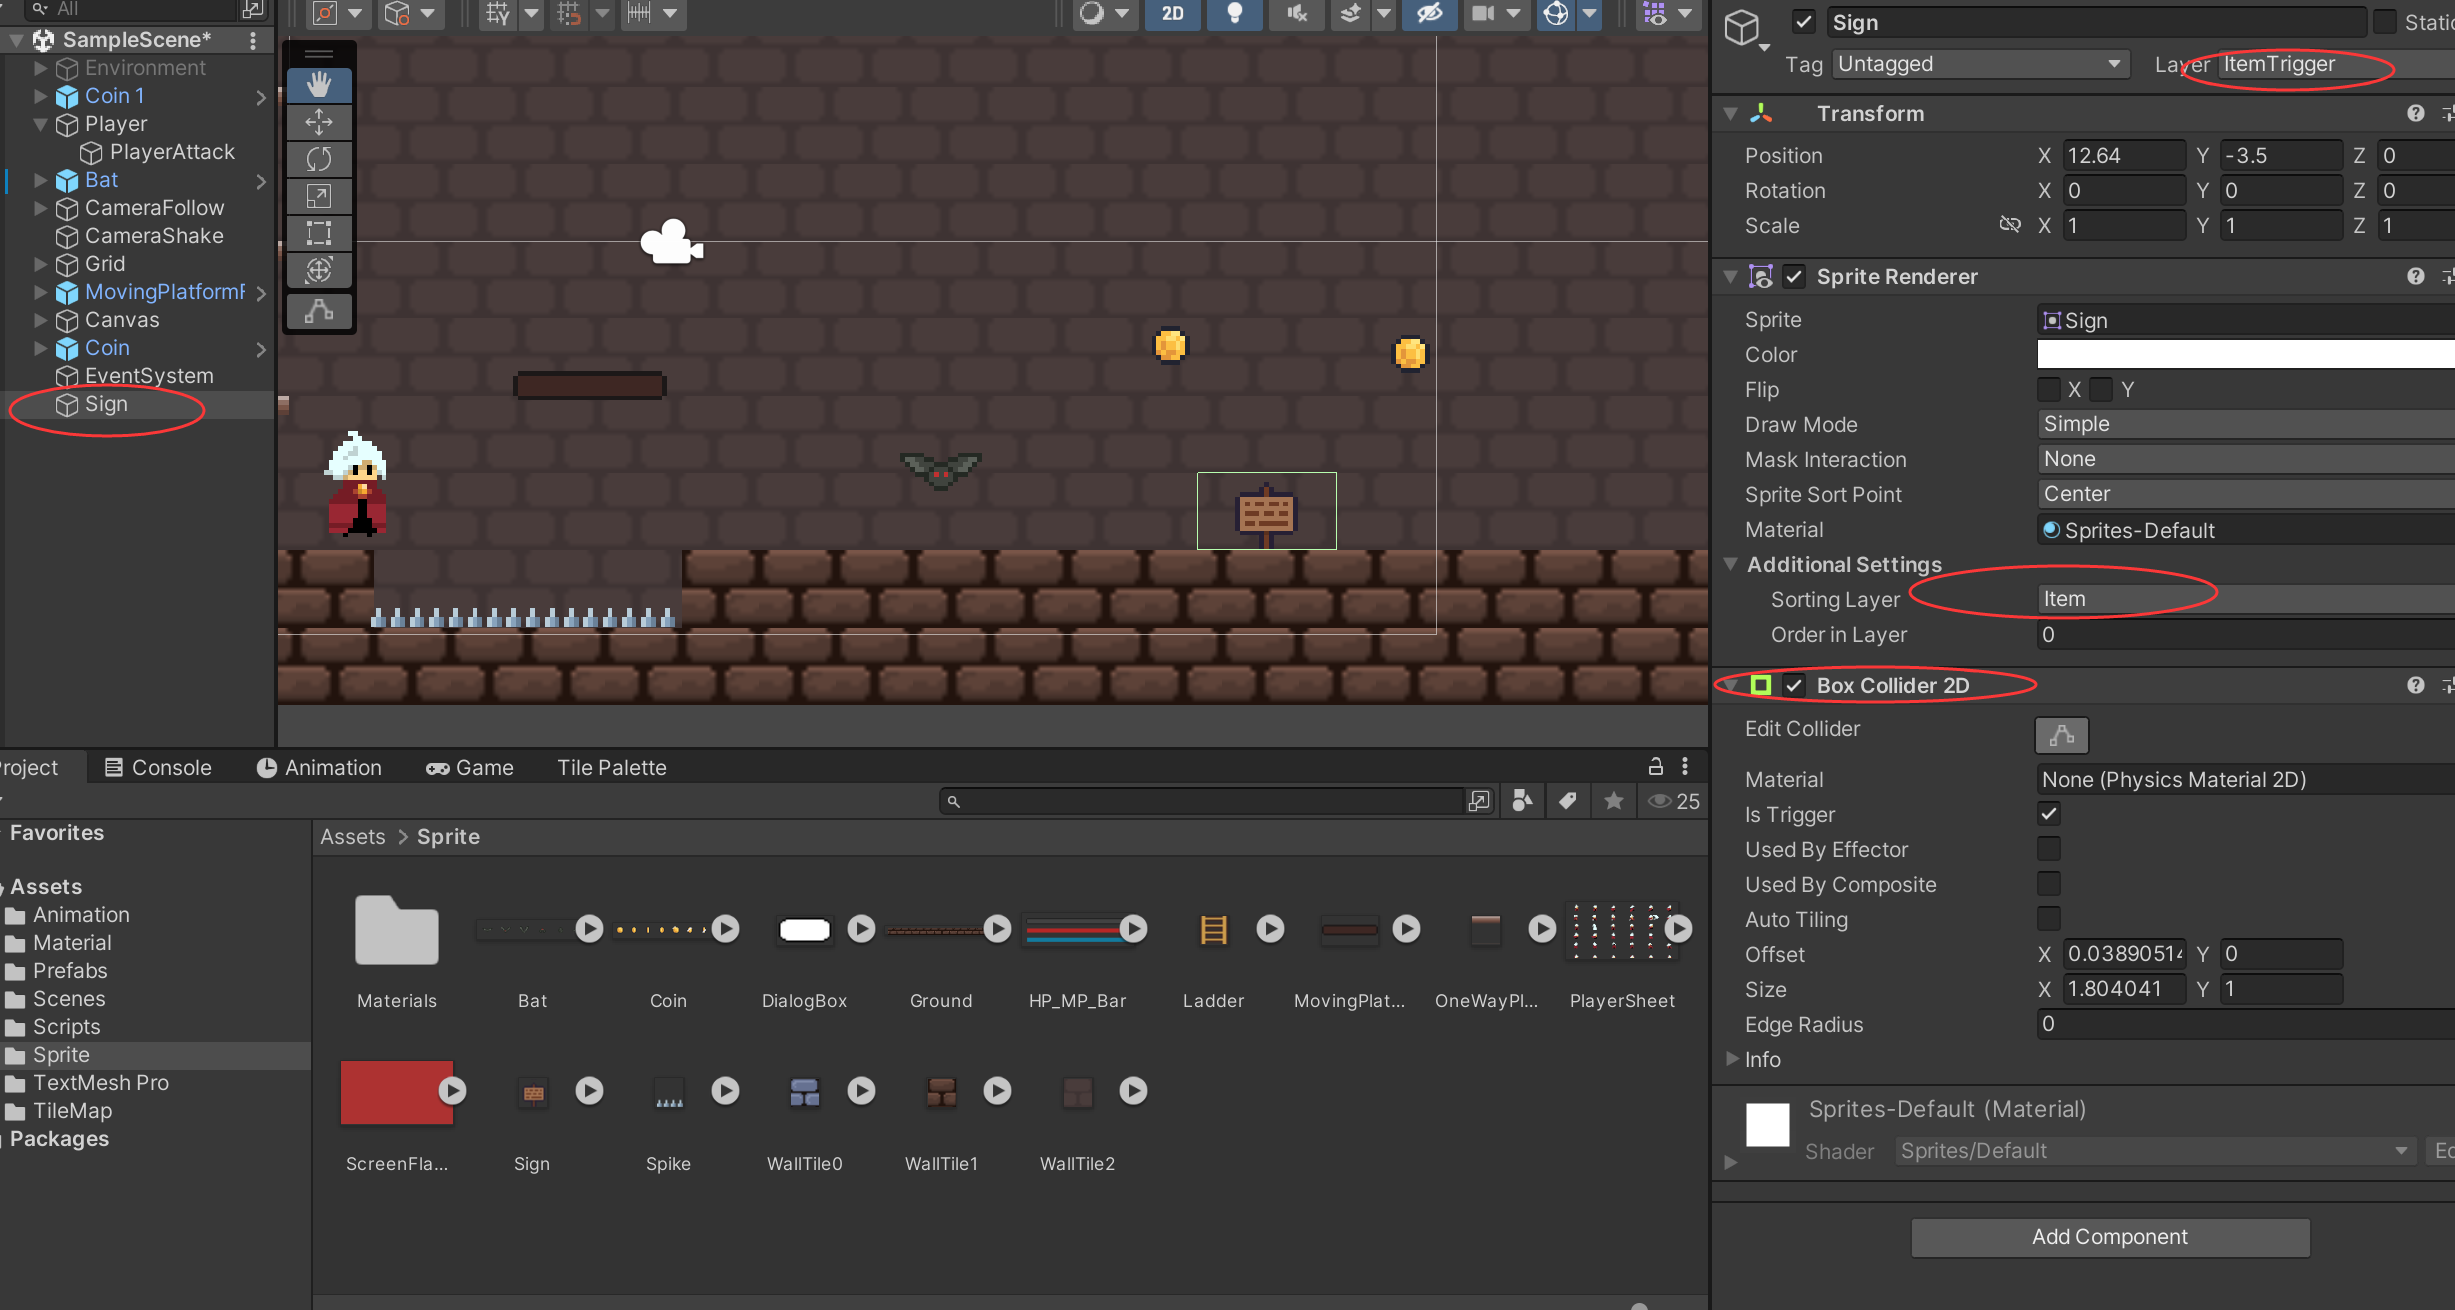 All
SampleScene*
Environment
Coin 1
Player
PlayerAttack
Bat
CameraFollow
CameraShake
Grid
MovingPlatformF
Canvas
Coin
EventSystem
Sign
2D
Sign
Static
Tag Untagged Layer ItemTrigger
Transform
Position X 12.64 Y -3.5 Z 0
Rotation X 0 Y 0 Z 0
Scale X 1 Y 1 Z 1
Sprite Renderer
Sprite Sign
Color
Flip X Y
Draw Mode Simple
Mask Interaction None
Sprite Sort Point Center
Material Sprites-Default
Additional Settings
Sorting Layer Item
Order in Layer 0
Box Collider 2D
Edit Collider
Material None (Physics Material 2D)
Is Trigger
Used By Effector
Used By Composite
Auto Tiling
Offset X 0.0389051 Y 0
Size X 1.804041 Y 1
Edge Radius 0
Info
Sprites-Default (Material)
Shader Sprites/Default Ed
Add Component
Project Console Animation Game Tile Palette
25
Favorites
Assets
Animation
Material
Prefabs
Scenes
Scripts
Sprite
TextMesh Pro
TileMap
Packages
Assets > Sprite
Materials Bat Coin DialogBox Ground HP_MP_Bar Ladder MovingPlat... OneWayPl... PlayerSheet
ScreenFla... Sign Spike WallTile0 WallTile1 WallTile2